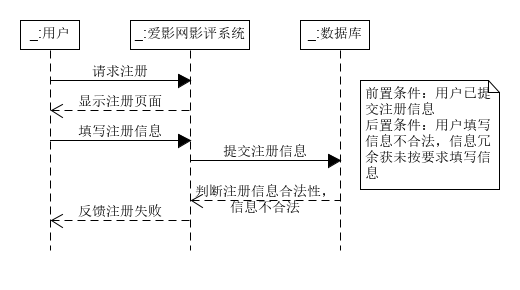 _:用户
_:爱影网影评系统
_:数据库
请求注册
显示注册页面
填写注册信息
提交注册信息
判断注册信息合法性，
信息不合法
反馈注册失败
前置条件：用户已提
交注册信息
后置条件：用户填写
信息不合法，信息冗
余获未按要求填写信
息